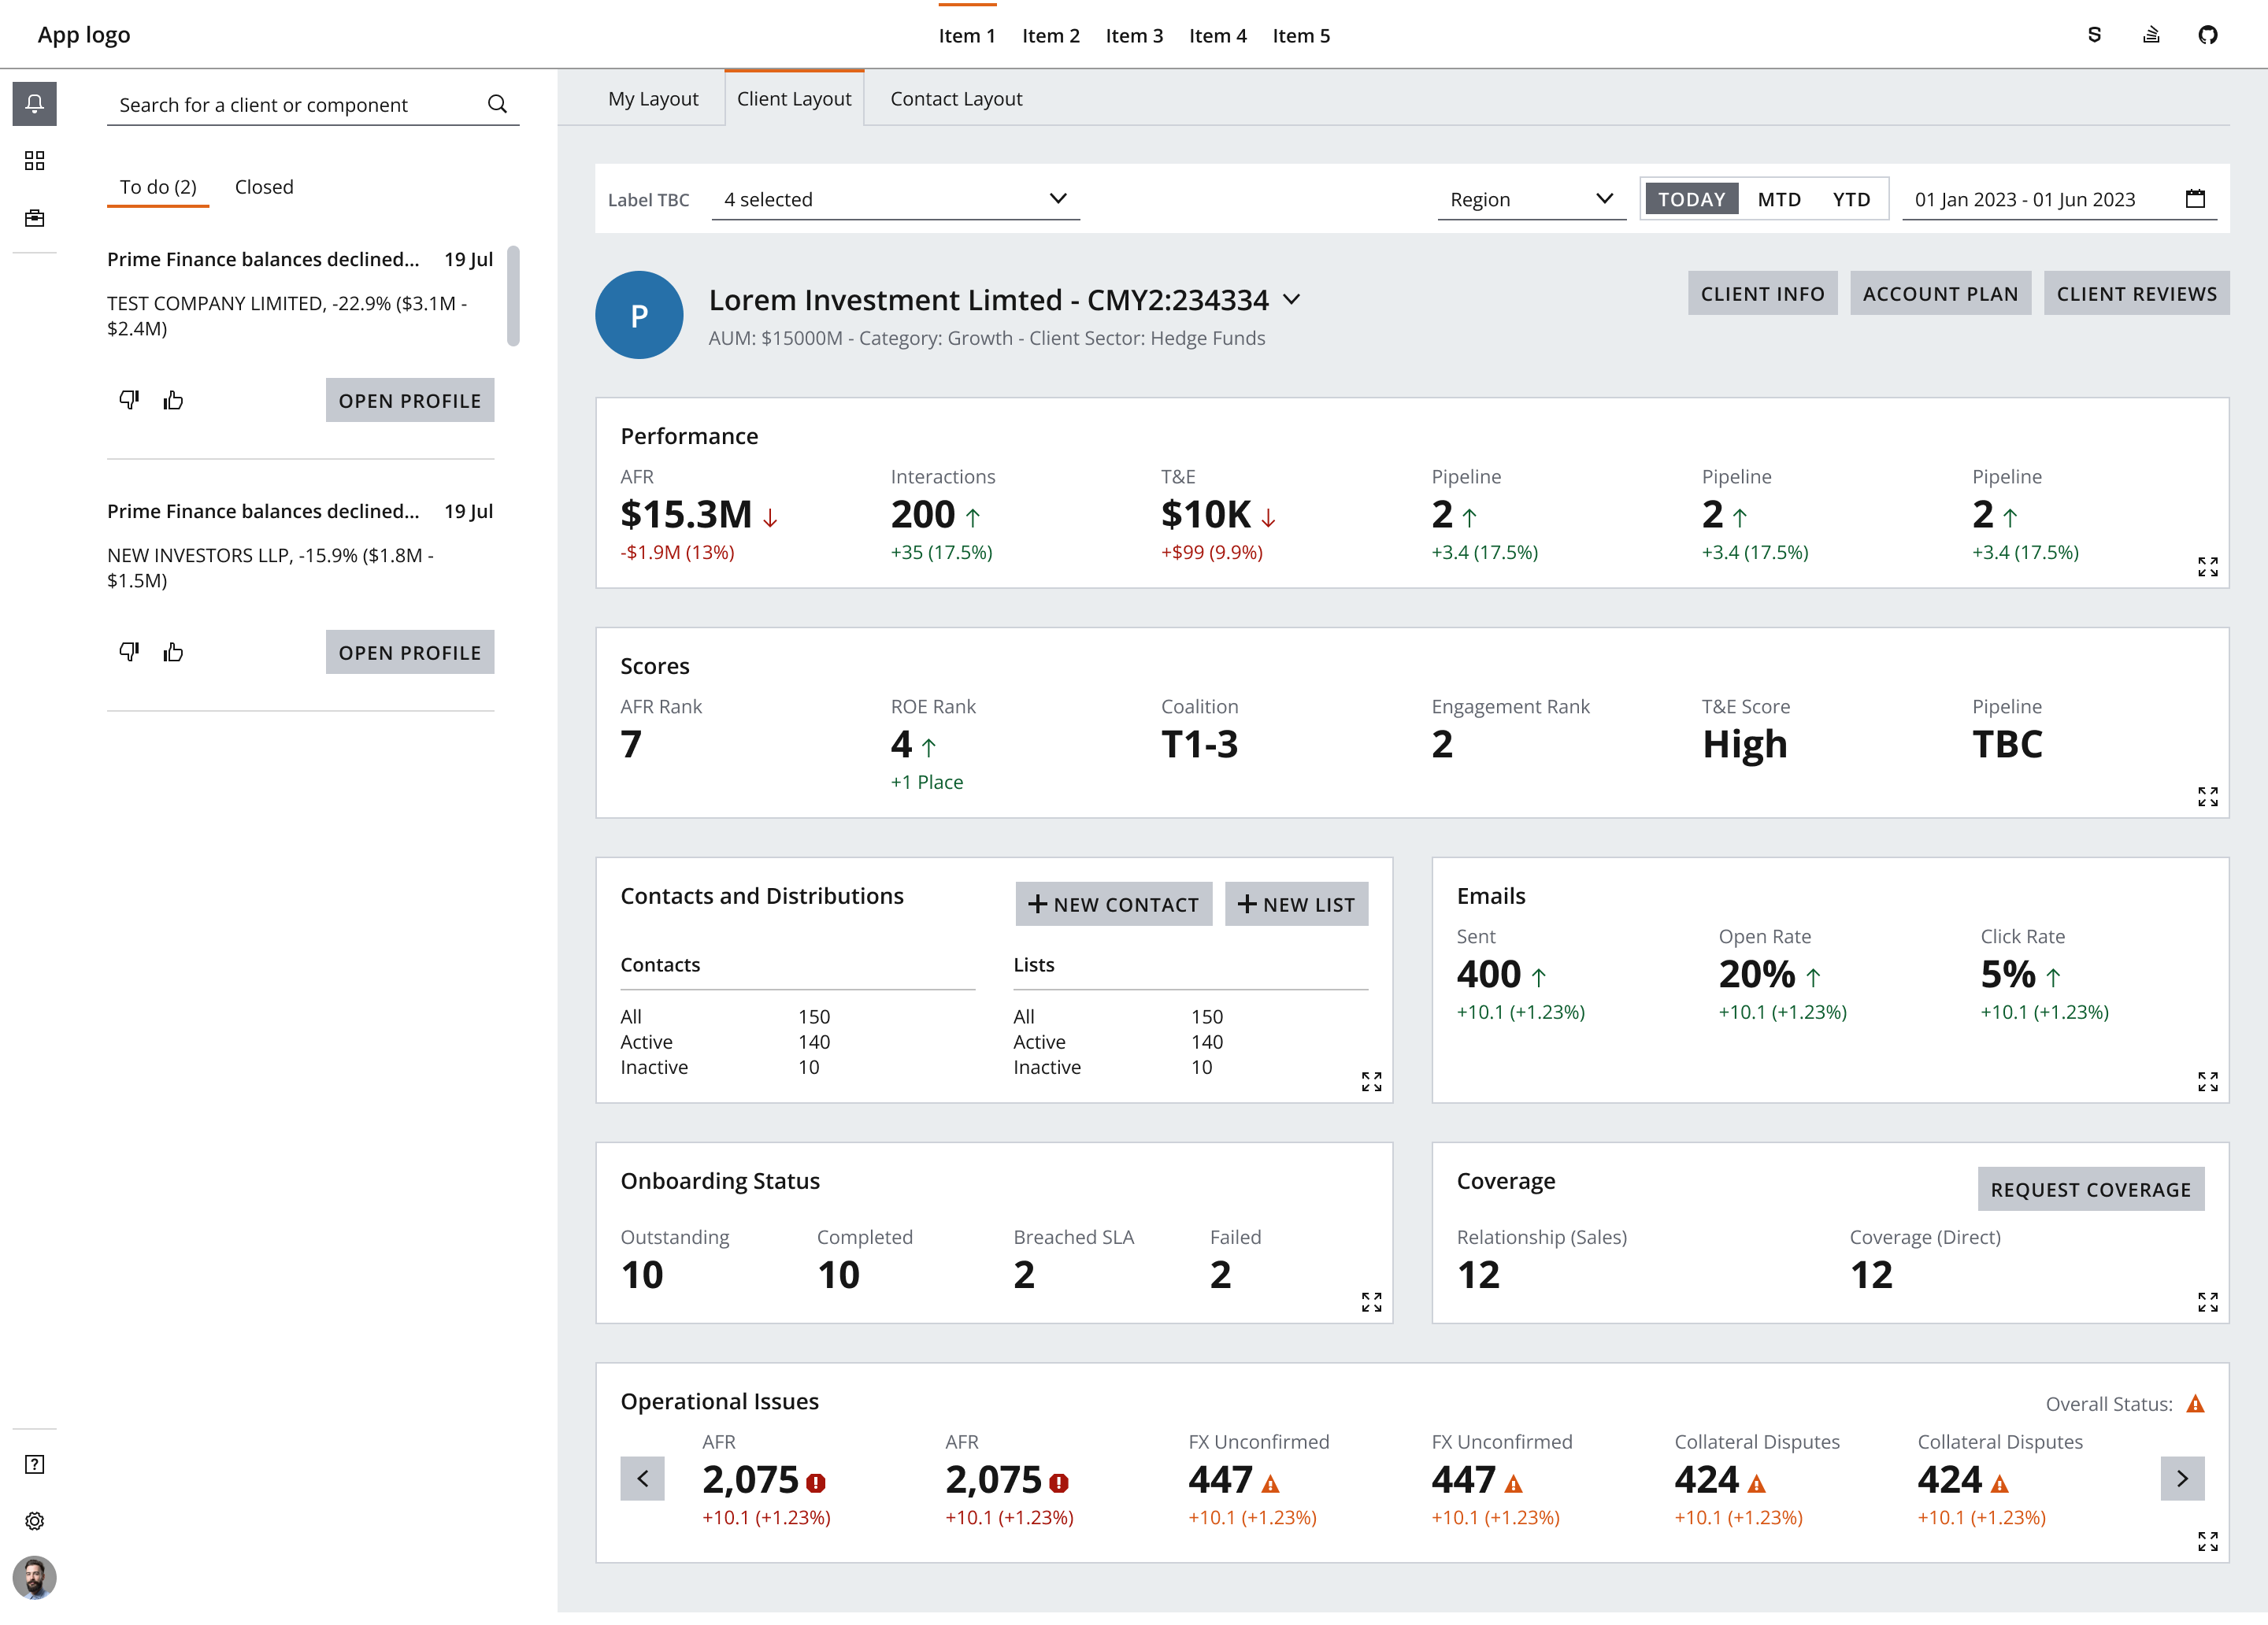 App logo
Item 1
Item 2
Item 3
Item 4
Item 5
Search for a client or component
To do (2)
Closed
Prime Finance balances declined...
19 Jul
TEST COMPANY LIMITED, -22.9% ($3.1M -
$2.4M)
OPEN PROFILE
Prime Finance balances declined...
19 Jul
NEW INVESTORS LLP, -15.9% ($1.8M -
$1.5M)
OPEN PROFILE
?
My Layout
Client Layout
Contact Layout
Label TBC
4 selected
Region
TODAY
MTD
YTD
01 Jan 2023 - 01 Jun 2023
P
Lorem Investment Limted - CMY2:234334
AUM: $15000M - Category: Growth - Client Sector: Hedge Funds
CLIENT INFO
ACCOUNT PLAN
CLIENT REVIEWS
Performance
AFR
$15.3M
-$1.9M (13%)
Interactions
200
+35 (17.5%)
T&E
$10K
+$99 (9.9%)
Pipeline
2
+3.4 (17.5%)
Pipeline
2
+3.4 (17.5%)
Pipeline
2
+3.4 (17.5%)
Scores
AFR Rank
7
ROE Rank
4
+1 Place
Coalition
T1-3
Engagement Rank
2
T&E Score
High
Pipeline
TBC
Contacts and Distributions
NEW CONTACT
NEW LIST
Contacts
All 150
Active 140
Inactive 10
Lists
All 150
Active 140
Inactive 10
Emails
Sent
400
+10.1 (+1.23%)
Open Rate
20%
+10.1 (+1.23%)
Click Rate
5%
+10.1 (+1.23%)
Onboarding Status
Outstanding
10
Completed
10
Breached SLA
2
Failed
2
Coverage
REQUEST COVERAGE
Relationship (Sales)
12
Coverage (Direct)
12
Operational Issues
Overall Status:
AFR
2,075
+10.1 (+1.23%)
AFR
2,075
+10.1 (+1.23%)
FX Unconfirmed
447
+10.1 (+1.23%)
FX Unconfirmed
447
+10.1 (+1.23%)
Collateral Disputes
424
+10.1 (+1.23%)
Collateral Disputes
424
+10.1 (+1.23%)